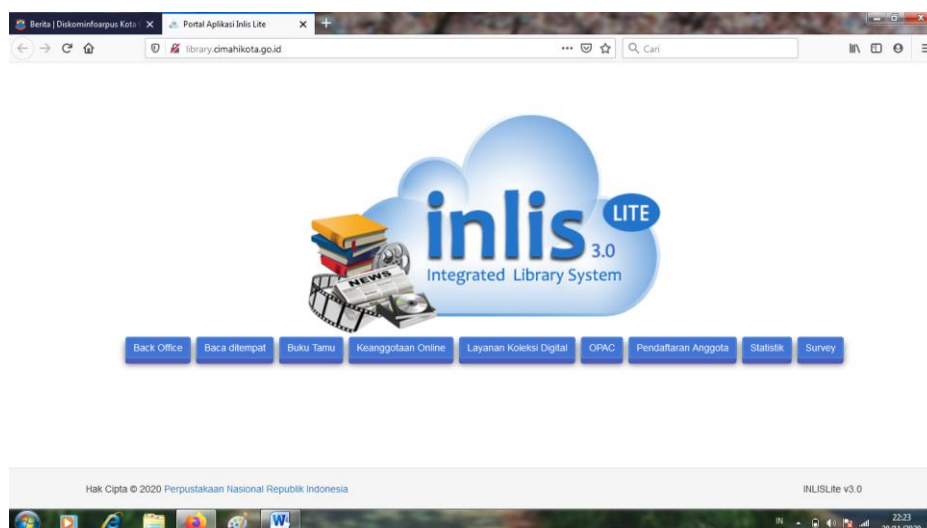 Berita | Diskominfoarpus Kota
Portal Aplikasi Inlis Lite
library.cimahikota.go.id
Cari
inlis
LITE
3.0
Integrated Library System
NEWS
Back Office
Baca ditempat
Buku Tamu
Keanggotaan Online
Layanan Koleksi Digital
OPAC
Pendaftaran Anggota
Statistik
Survey
Hak Cipta © 2020 Perpustakaan Nasional Republik Indonesia
INLISLite v3.0
IN
22:23